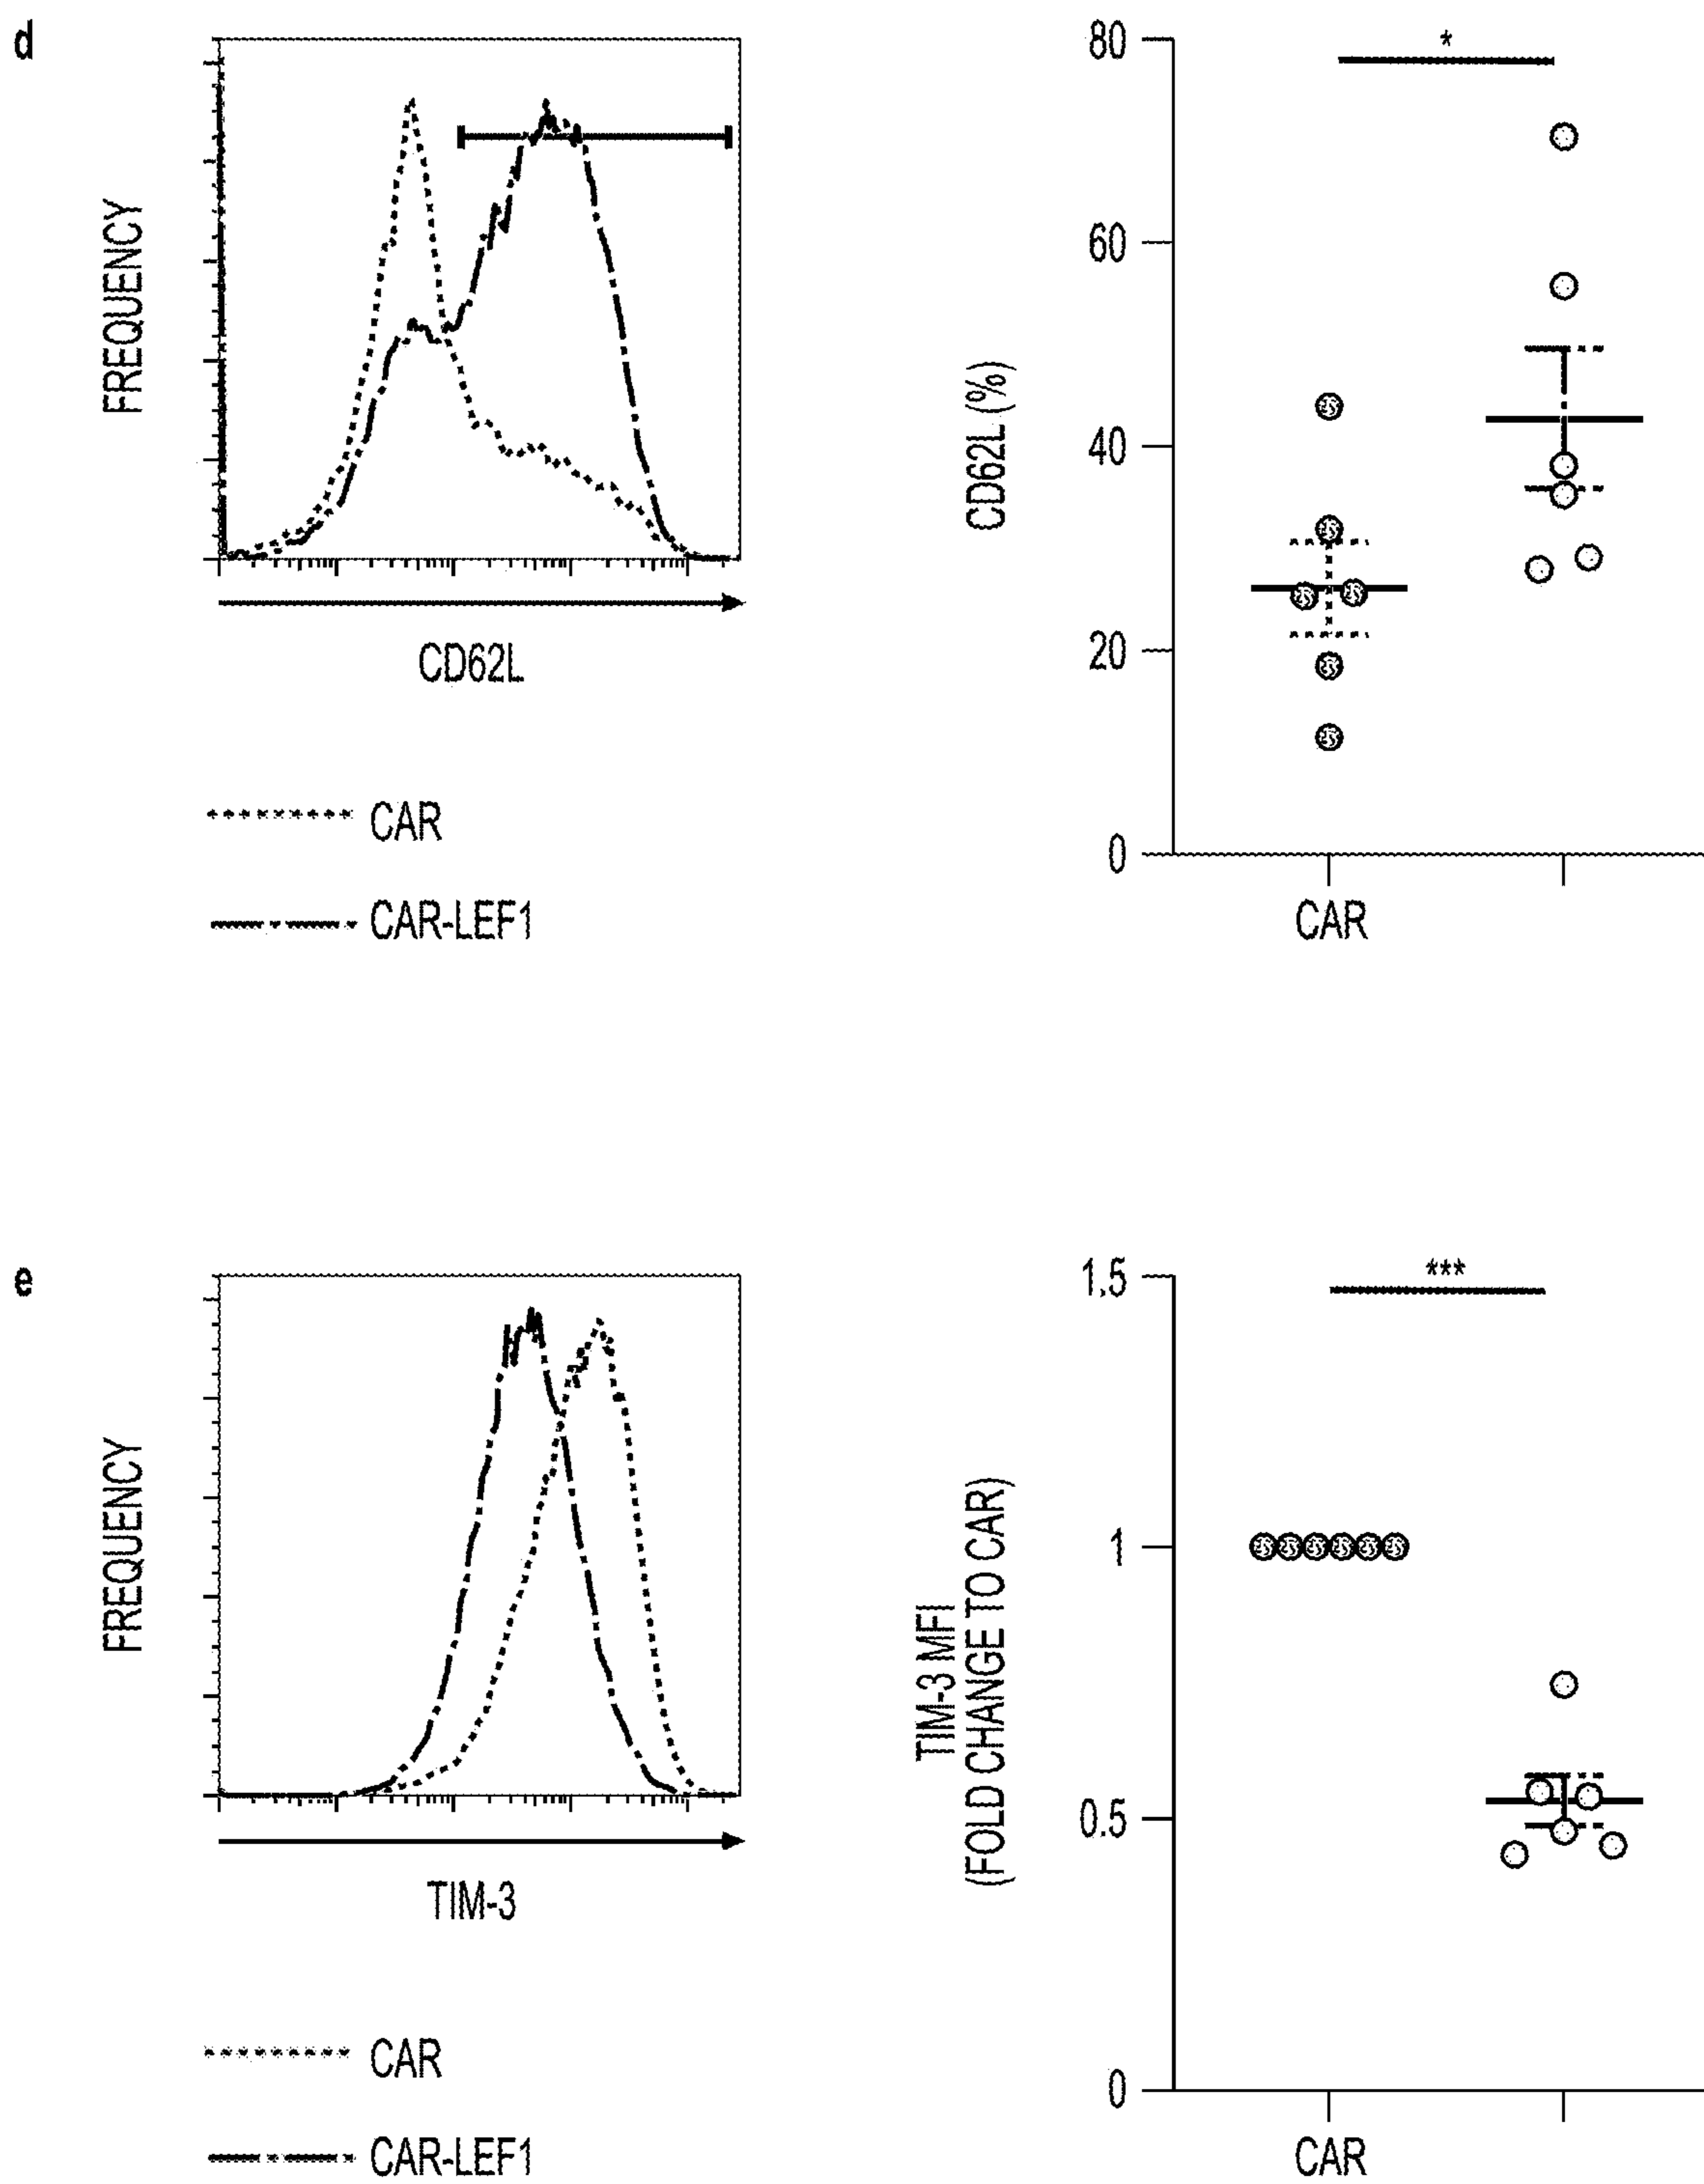 d
FREQUENCY
CD62L
CAR
CAR-LEF1
*
80
60
40
20
0
CD62L (%)
CAR
e
FREQUENCY
TIM-3
CAR
CAR-LEF1
***
1.5
1
0.5
0
TIM-3 MFI
(FOLD CHANGE TO CAR)
CAR